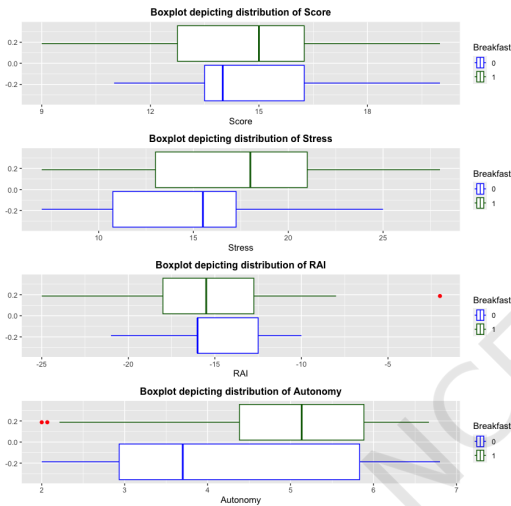 Boxplot depicting distribution of Score
0.2
0.0
-0.2
9 12 15 18
Score
Breakfast
0
1
Boxplot depicting distribution of Stress
0.2
0.0
-0.2
10 15 20 25
Stress
Breakfast
0
1
Boxplot depicting distribution of RAI
0.2
0.0
-0.2
-25 -20 -15 -10 -5
RAI
Breakfast
0
1
Boxplot depicting distribution of Autonomy
0.2
0.0
-0.2
2 3 4 5 6 7
Autonomy
Breakfast
0
1